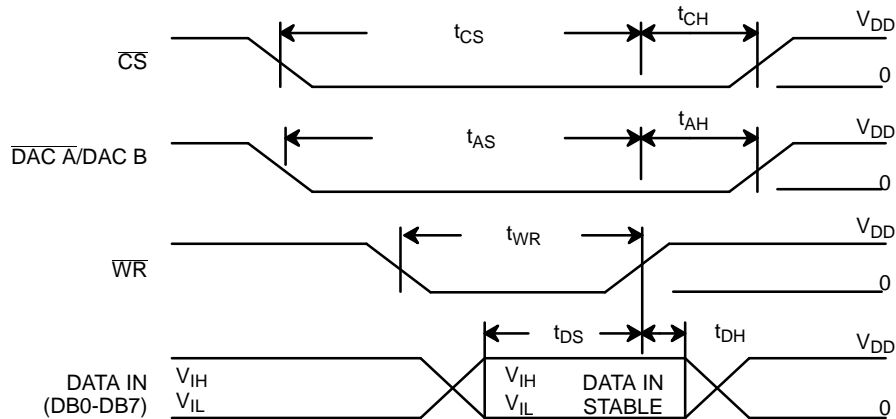 tCS tCH VDD
CS 0
tAS tAH VDD
DAC A/DAC B 0
tWR VDD
WR 0
tDS tDH VDD
DATA IN VIH VIH DATA IN
(DB0-DB7) VIL VIL STABLE 0